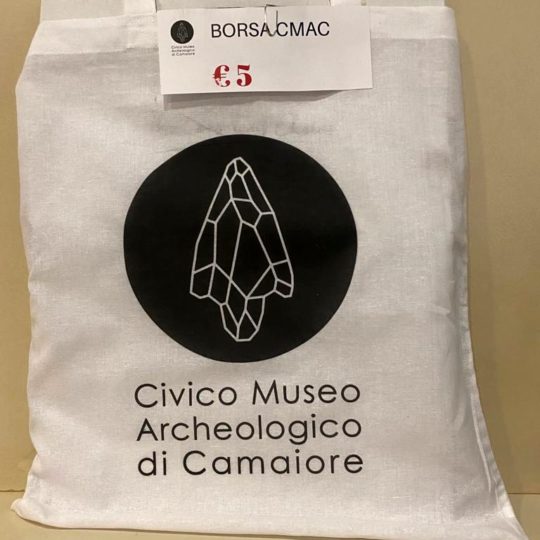 BORSA CMAC
Civico Museo
Archeologico
di Camaiore
€ 5
Civico Museo
Archeologico
di Camaiore